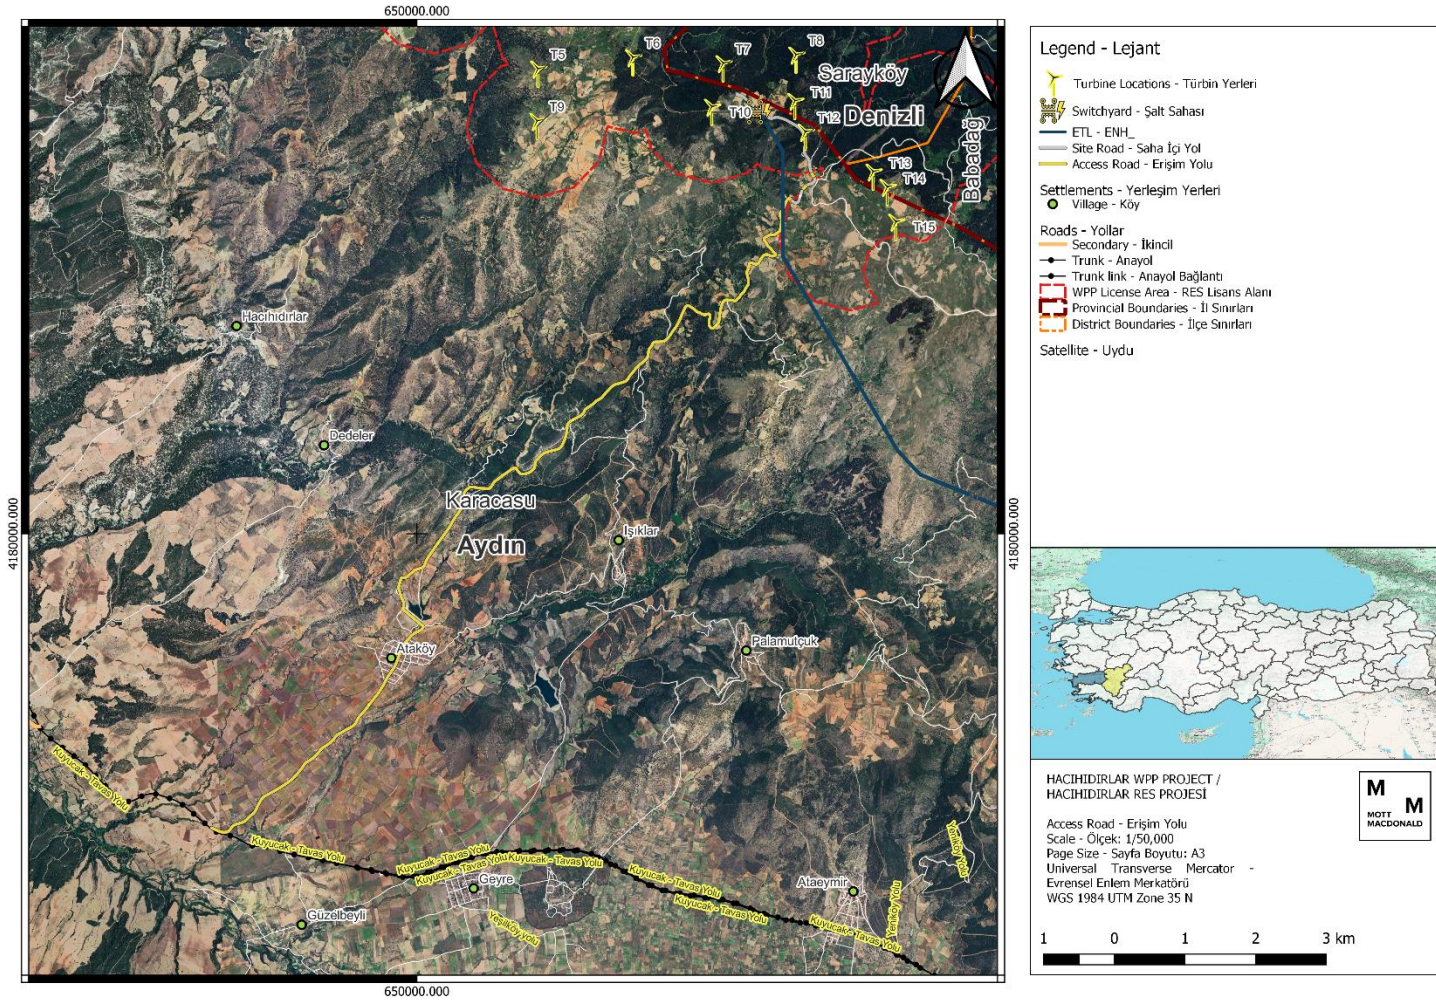 650000.000
T5
T6
T7
T8
Sarayköy
T9
T10
T11
T12
Denizli
Babadağ
T13
T14
T15
Hacıhıdırlar
Dedeler
Karacasu
Aydın
Işıklar
4180000.000
4180000.000
Ataköy
Palamutçuk
Kuyucak - Tavas Yolu
Kuyucak - Tavas Yolu
Kuyucak - Tavas Yolu
Kuyucak - Tavas Yolu
Kuyucak - Tavas Yolu
Kuyucak - Tavas Yolu
Kuyucak - Tavas Yolu
Kuyucak - Tavas Yolu
Geyre
Ataeymir
Güzelbeyli
Yeşilköy yolu
Yeniköy Yolu
Yeniköy Yolu
650000.000
Legend - Lejant
Turbine Locations - Türbin Yerleri
Switchyard - Şalt Sahası
ETL - ENH_
Site Road - Saha İçi Yol
Access Road - Erişim Yolu
Settlements - Yerleşim Yerleri
Village - Köy
Roads - Yollar
Secondary - İkincil
Trunk - Anayol
Trunk link - Anayol Bağlantı
WPP License Area - RES Lisans Alanı
Provincial Boundaries - İl Sınırları
District Boundaries - İlçe Sınırları
Satellite - Uydu
HACIHIDIRLAR WPP PROJECT /
HACIHIDIRLAR RES PROJESİ
M
M
MOTT
MACDONALD
Access Road - Erişim Yolu
Scale - Ölçek: 1/50,000
Page Size - Sayfa Boyutu: A3
Universal Transverse Mercator -
Evrensel Enlem Merkatörü
WGS 1984 UTM Zone 35 N
1 0 1 2 3 km